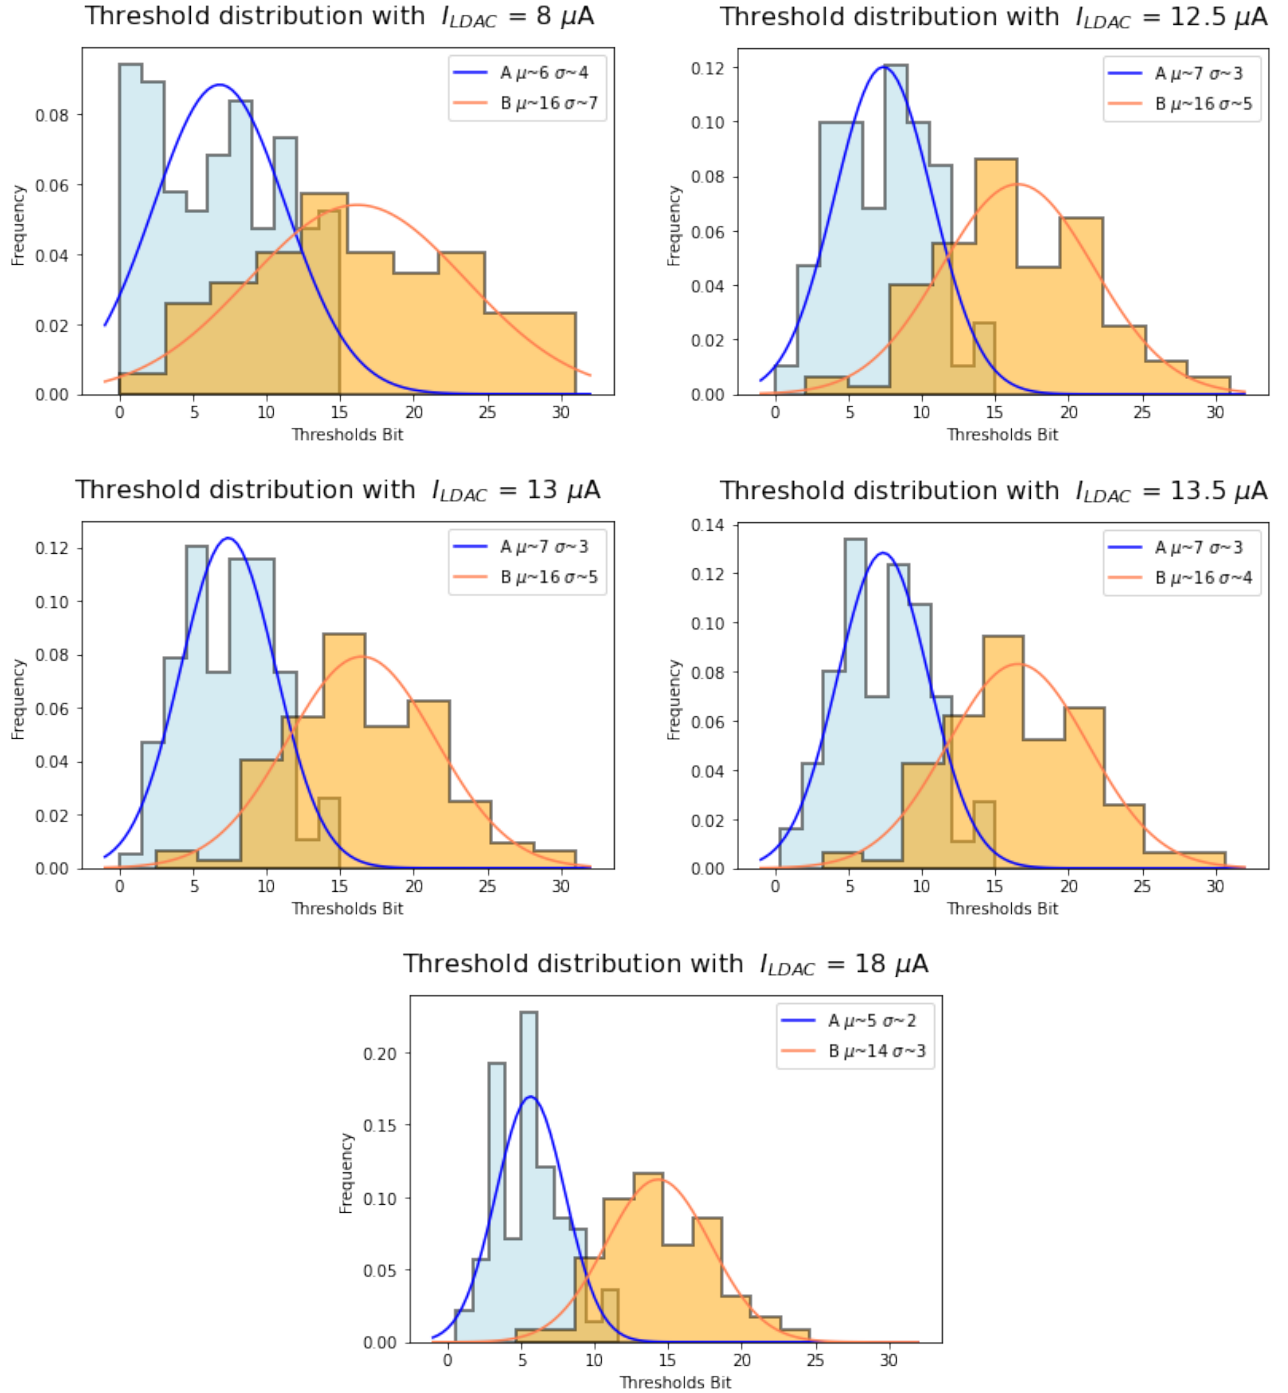 Threshold distribution with I_LDAC = 8 μA
A μ~6 σ~4
B μ~16 σ~7
Frequency
0.08
0.06
0.04
0.02
0.00
0 5 10 15 20 25 30
Thresholds Bit
Threshold distribution with I_LDAC = 12.5 μA
A μ~7 σ~3
B μ~16 σ~5
Frequency
0.12
0.10
0.08
0.06
0.04
0.02
0.00
0 5 10 15 20 25 30
Thresholds Bit
Threshold distribution with I_LDAC = 13 μA
A μ~7 σ~3
B μ~16 σ~5
Frequency
0.12
0.10
0.08
0.06
0.04
0.02
0.00
0 5 10 15 20 25 30
Thresholds Bit
Threshold distribution with I_LDAC = 13.5 μA
A μ~7 σ~3
B μ~16 σ~4
Frequency
0.14
0.12
0.10
0.08
0.06
0.04
0.02
0.00
0 5 10 15 20 25 30
Thresholds Bit
Threshold distribution with I_LDAC = 18 μA
A μ~5 σ~2
B μ~14 σ~3
Frequency
0.20
0.15
0.10
0.05
0.00
0 5 10 15 20 25 30
Thresholds Bit